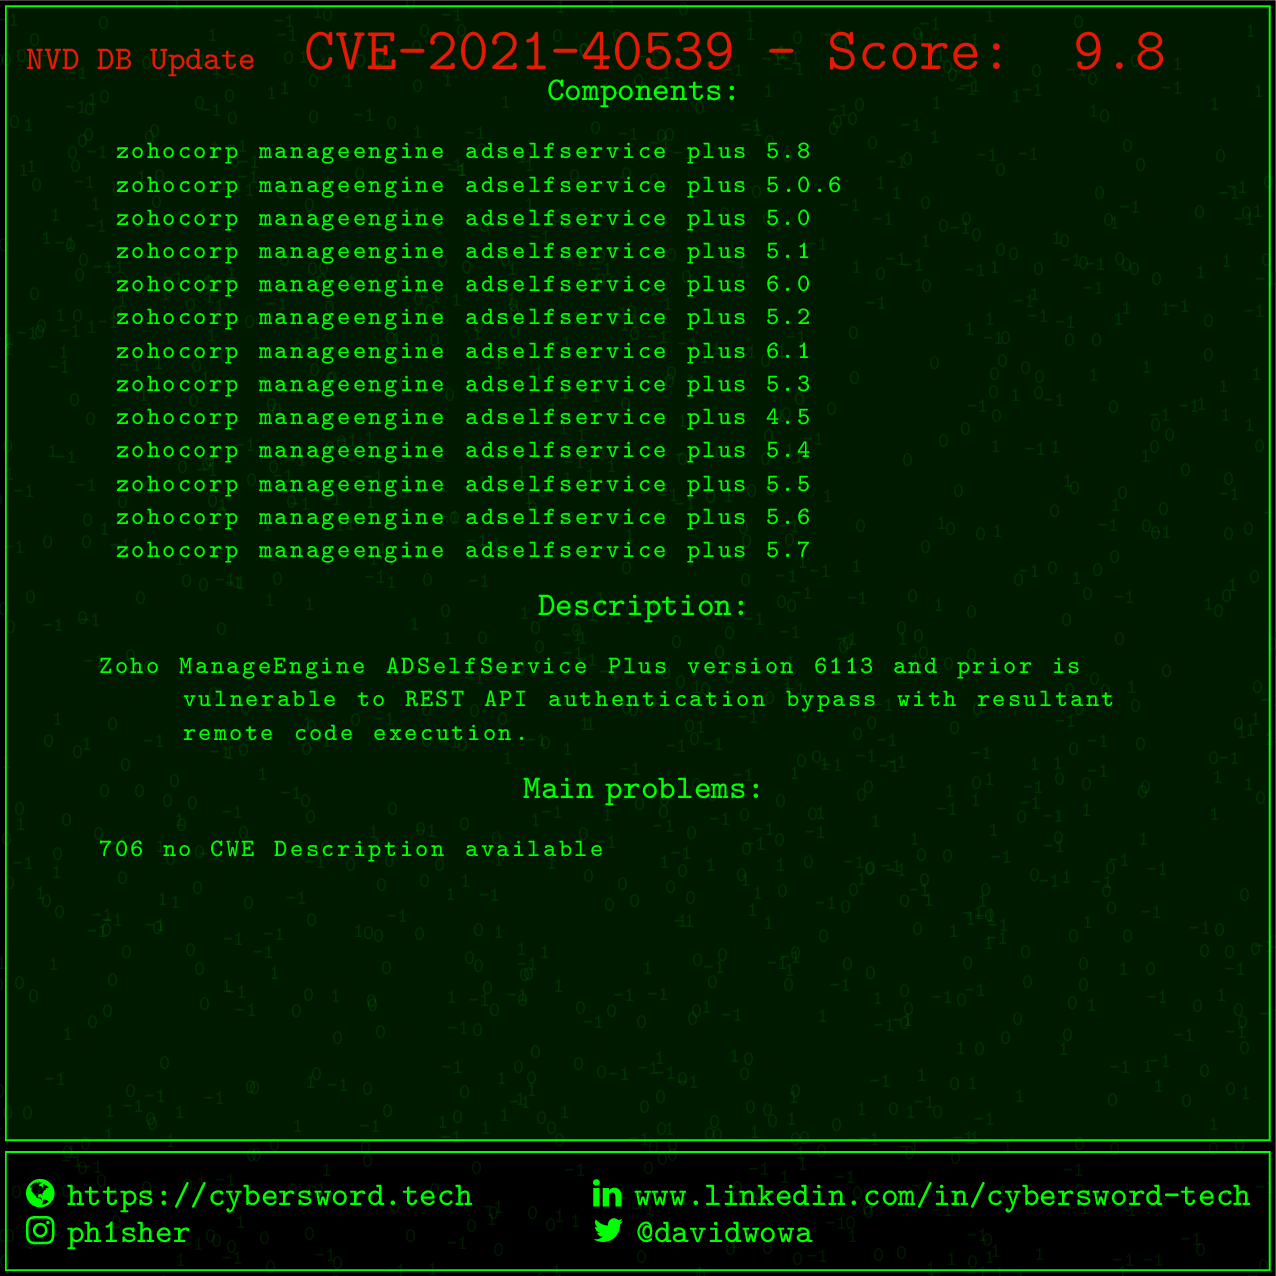 NVD DB Update CVE-2021-40539 - Score: 9.8
Components:
zohocorp manageengine adselfservice plus 5.8
zohocorp manageengine adselfservice plus 5.0.6
zohocorp manageengine adselfservice plus 5.0
zohocorp manageengine adselfservice plus 5.1
zohocorp manageengine adselfservice plus 6.0
zohocorp manageengine adselfservice plus 5.2
zohocorp manageengine adselfservice plus 6.1
zohocorp manageengine adselfservice plus 5.3
zohocorp manageengine adselfservice plus 4.5
zohocorp manageengine adselfservice plus 5.4
zohocorp manageengine adselfservice plus 5.5
zohocorp manageengine adselfservice plus 5.6
zohocorp manageengine adselfservice plus 5.7
Description:
Zoho ManageEngine ADSelfService Plus version 6113 and prior is
vulnerable to REST API authentication bypass with resultant
remote code execution.
Main problems:
706 no CWE Description available
https://cybersword.tech
www.linkedin.com/in/cybersword-tech
ph1sher
@davidwowa